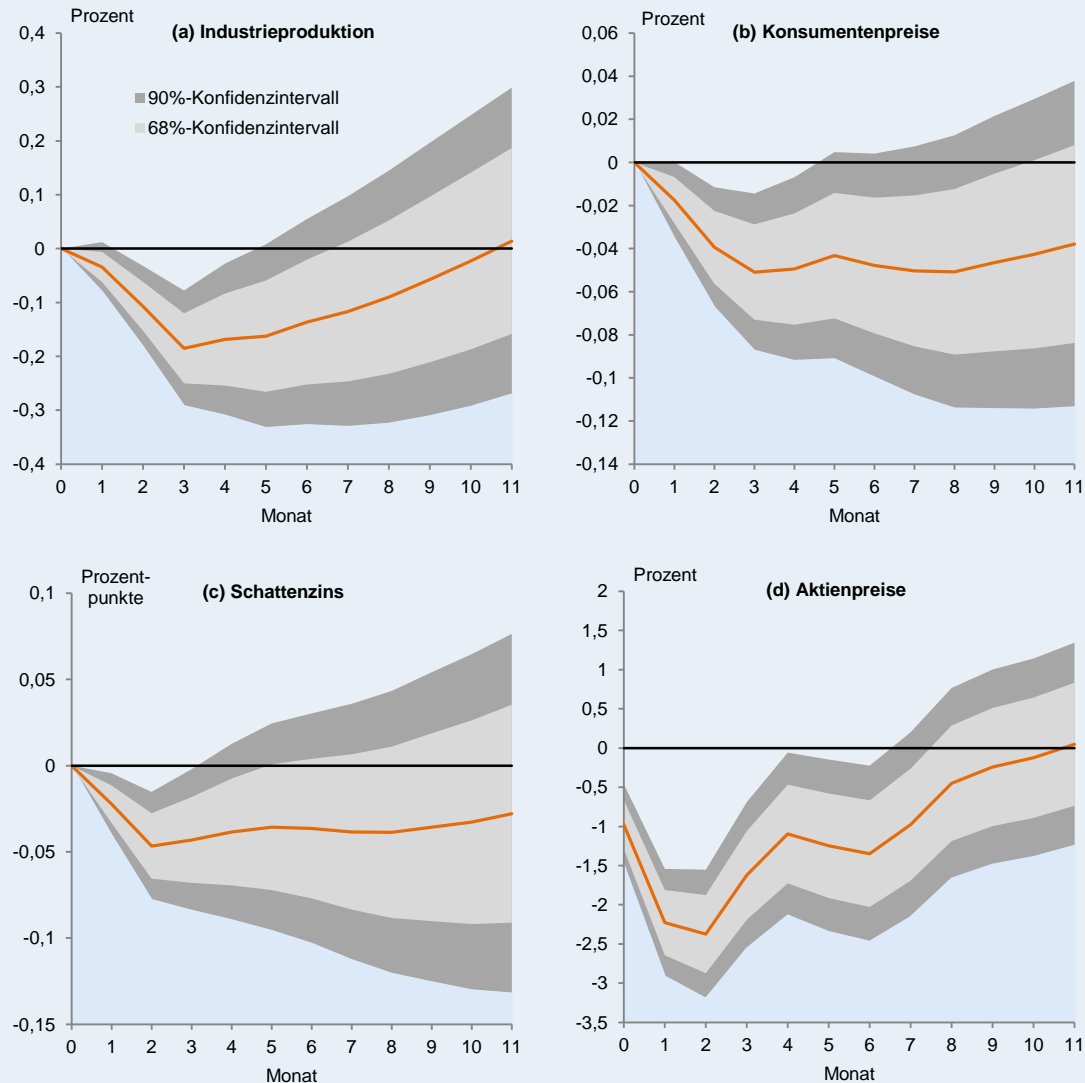 Prozent
(a) Industrieproduktion
0,4
0,3
0,2
0,1
0
-0,1
-0,2
-0,3
-0,4
90%-Konfidenzintervall
68%-Konfidenzintervall
0 1 2 3 4 5 6 7 8 9 10 11
Monat
Prozent
(b) Konsumentenpreise
0,06
0,04
0,02
0
-0,02
-0,04
-0,06
-0,08
-0,1
-0,12
-0,14
0 1 2 3 4 5 6 7 8 9 10 11
Monat
Prozent-
punkte
(c) Schattenzins
0,1
0,05
0
-0,05
-0,1
-0,15
0 1 2 3 4 5 6 7 8 9 10 11
Monat
Prozent
(d) Aktienpreise
2
1,5
1
0,5
0
-0,5
-1
-1,5
-2
-2,5
-3
-3,5
0 1 2 3 4 5 6 7 8 9 10 11
Monat